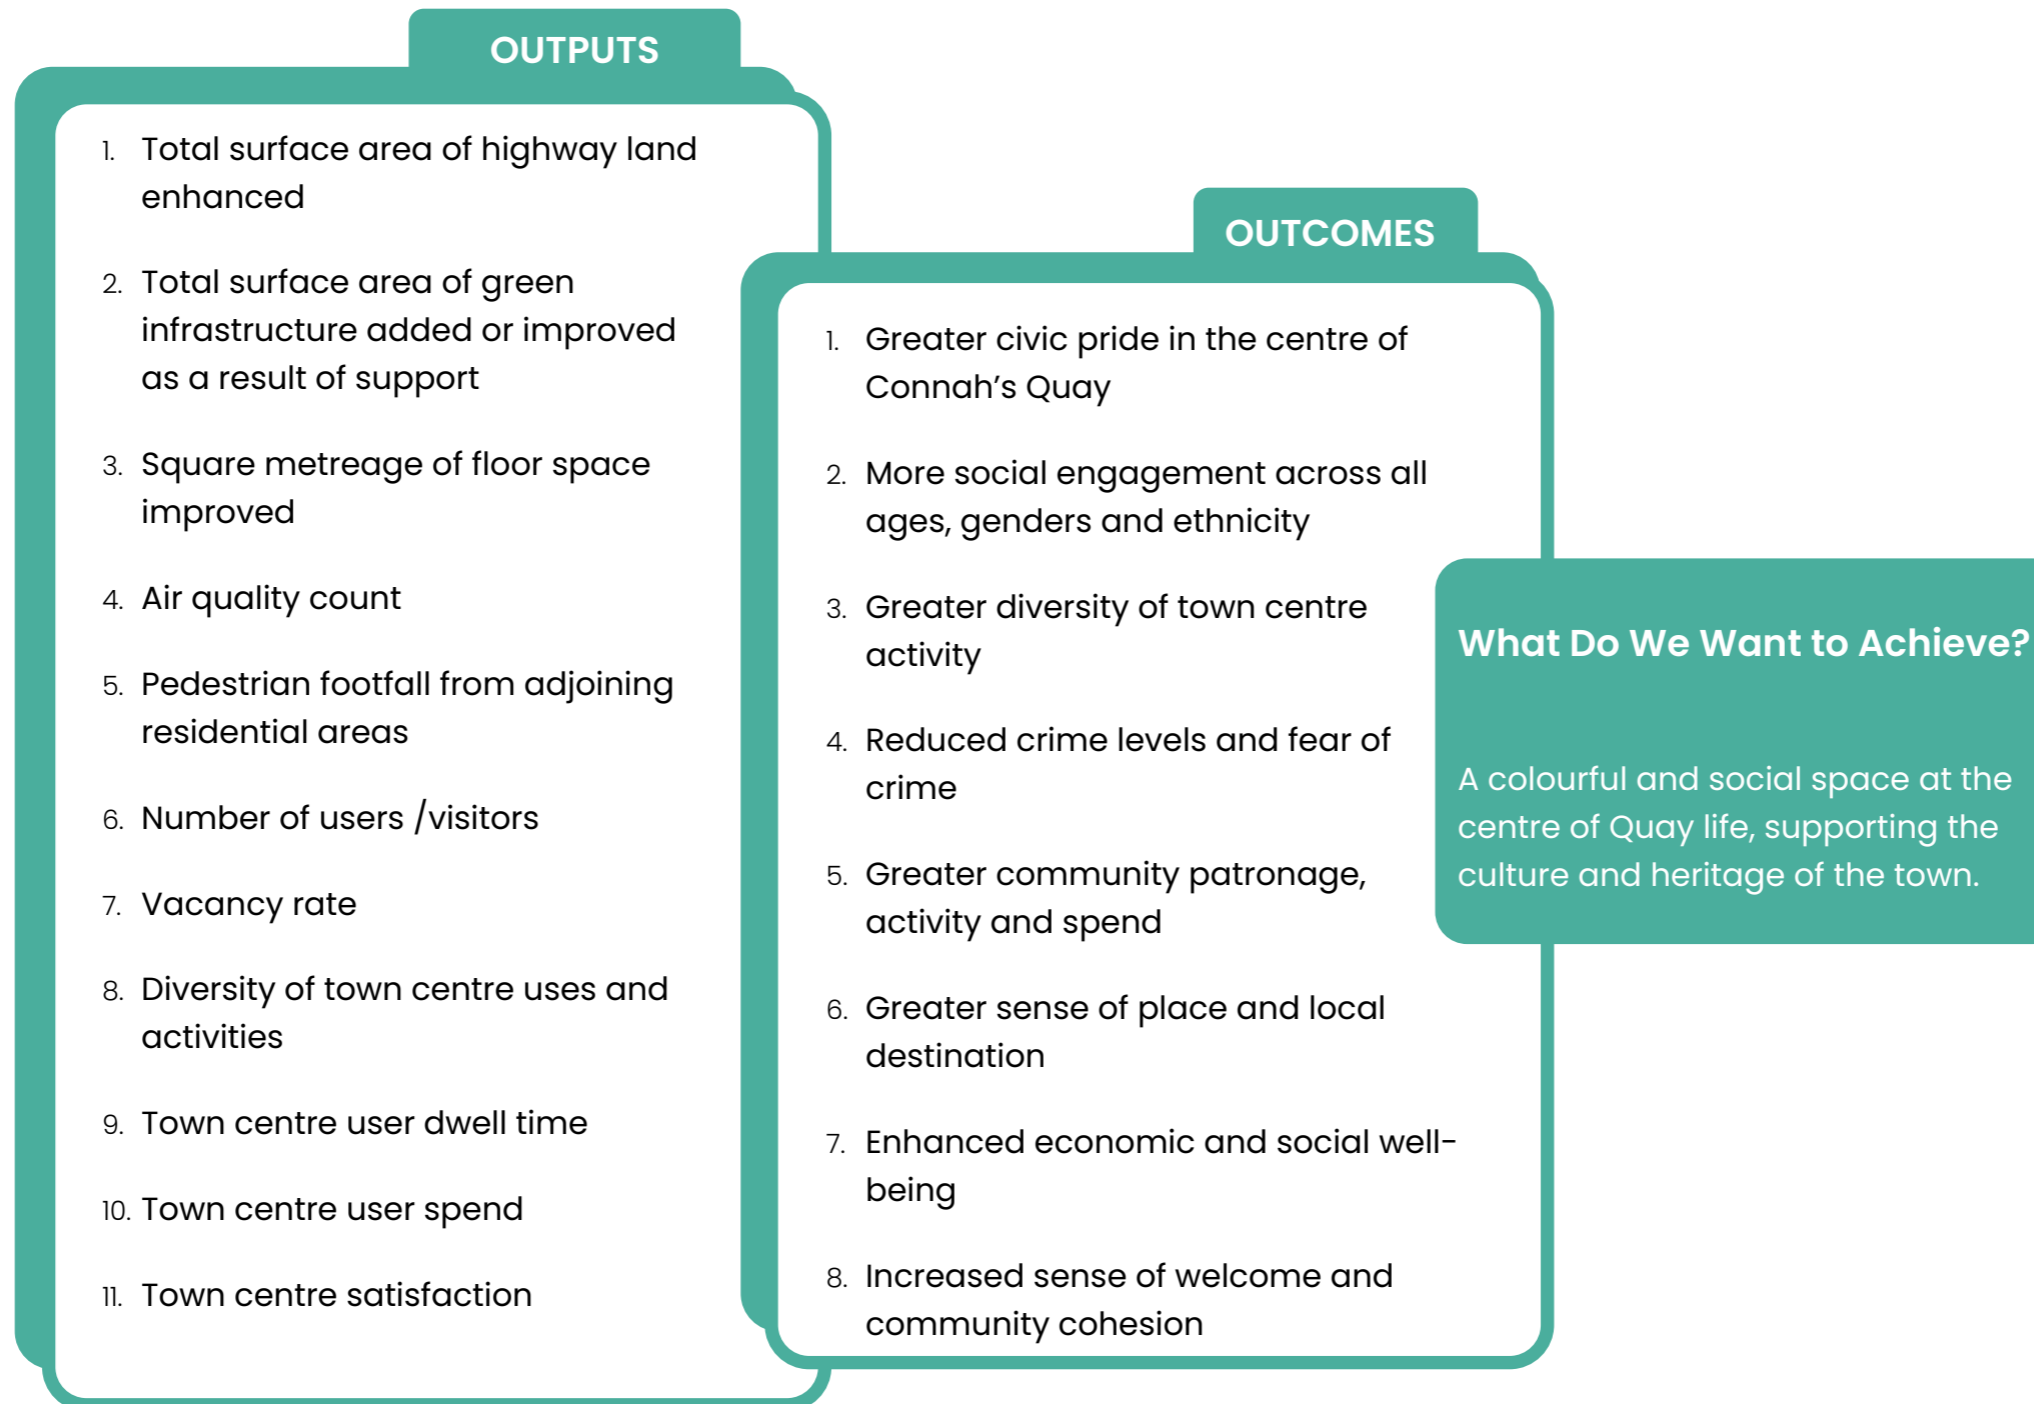 OUTPUTS
1. Total surface area of highway land
enhanced
2. Total surface area of green
infrastructure added or improved
as a result of support
3. Square metreage of floor space
improved
4. Air quality count
5. Pedestrian footfall from adjoining
residential areas
6. Number of users /visitors
7. Vacancy rate
8. Diversity of town centre uses and
activities
9. Town centre user dwell time
10. Town centre user spend
11. Town centre satisfaction
OUTCOMES
1. Greater civic pride in the centre of
Connah’s Quay
2. More social engagement across all
ages, genders and ethnicity
3. Greater diversity of town centre
activity
4. Reduced crime levels and fear of
crime
5. Greater community patronage,
activity and spend
6. Greater sense of place and local
destination
7. Enhanced economic and social well-
being
8. Increased sense of welcome and
community cohesion
What Do We Want to Achieve?
A colourful and social space at the
centre of Quay life, supporting the
culture and heritage of the town.